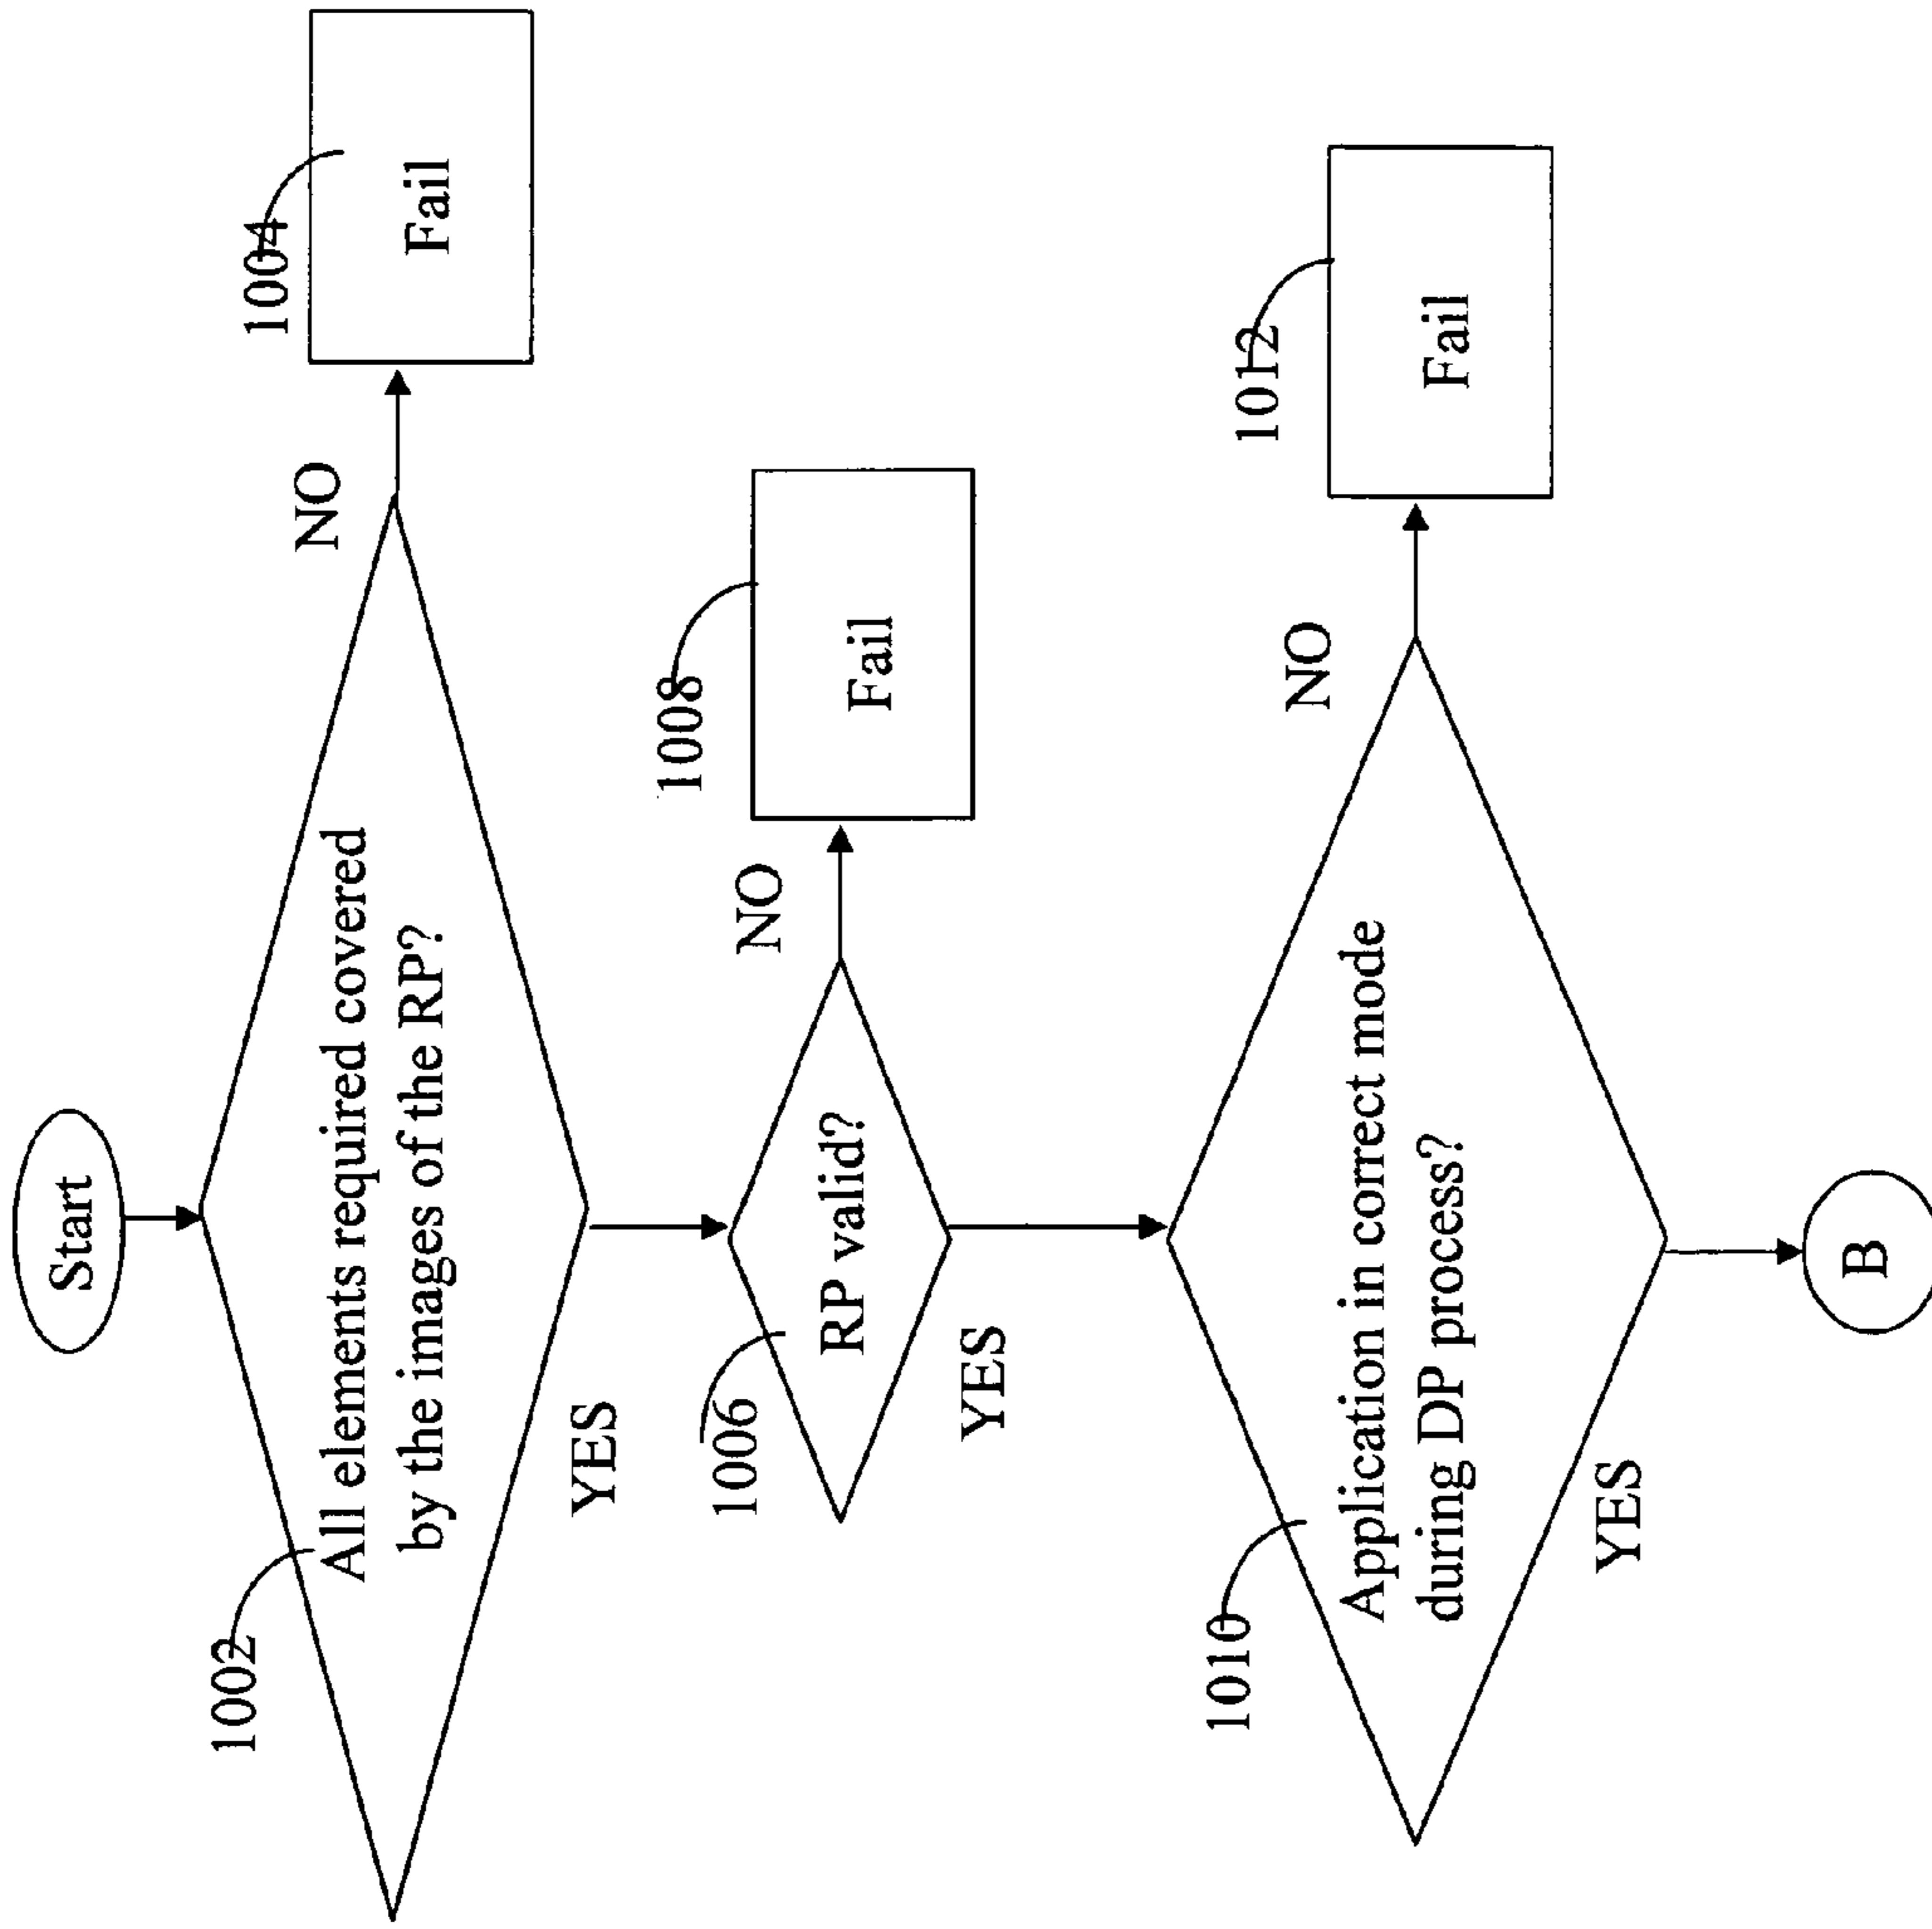 Start
1002
All elements required covered
by the images of the RP?
NO
1004
Fail
YES
1006
RP valid?
NO
1008
Fail
YES
1010
Application in correct mode
during DP process?
NO
1012
Fail
YES
B